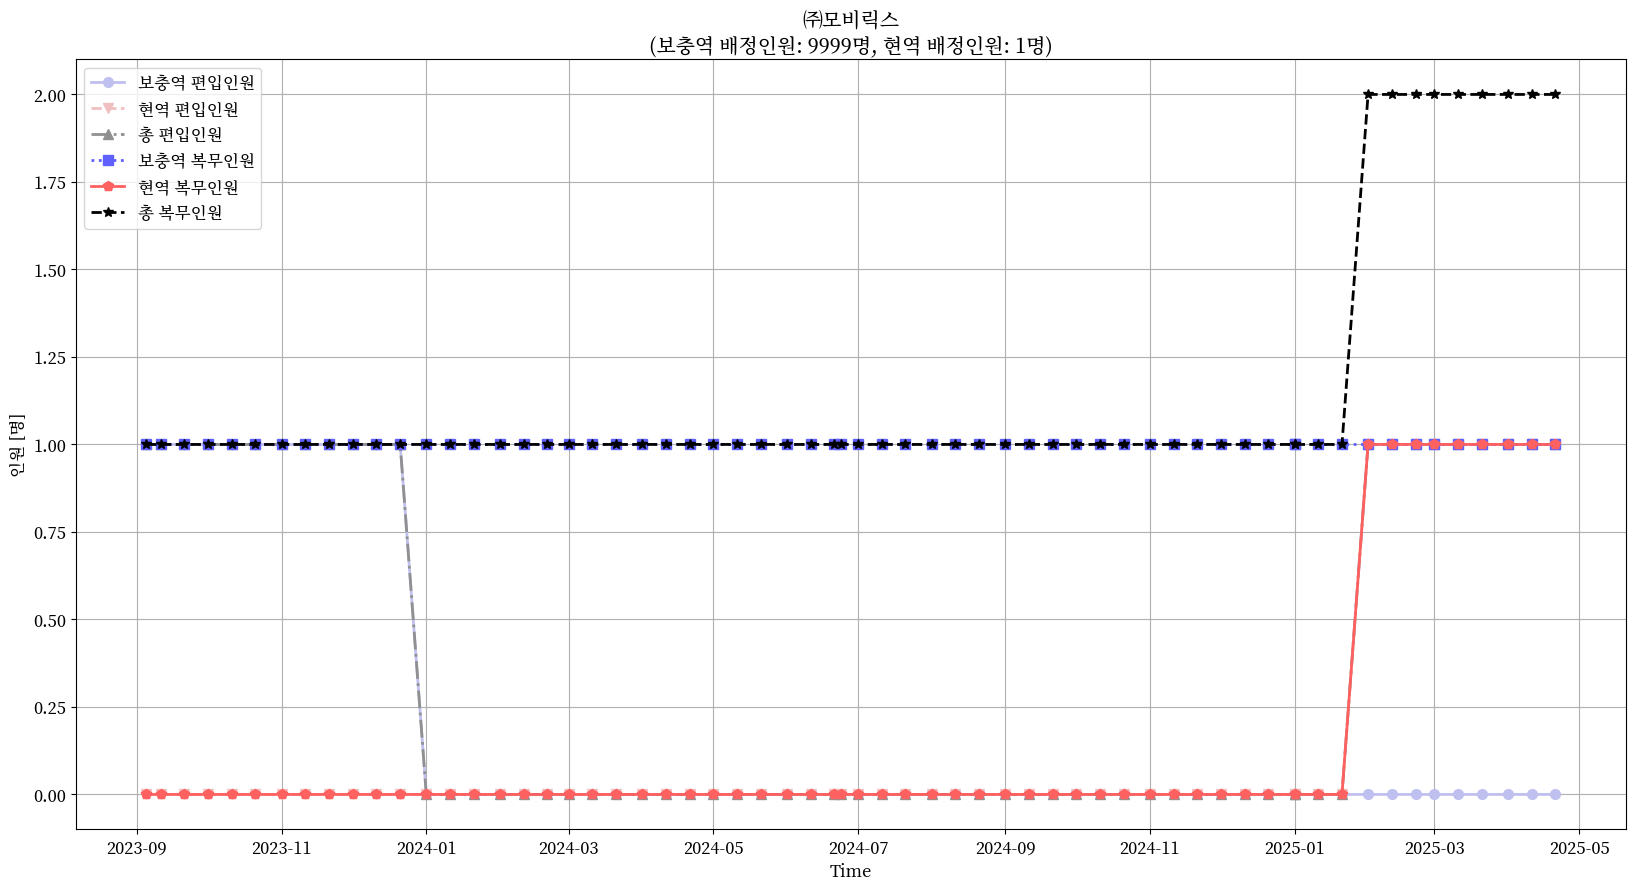 ㈜모비릭스
(보충역 배정인원: 9999명, 현역 배정인원: 1명)
보충역 편입인원
현역 편입인원
총 편입인원
보충역 복무인원
현역 복무인원
총 복무인원
2.00
1.75
1.50
1.25
1.00
0.75
0.50
0.25
0.00
인원 [명]
2023-09
2023-11
2024-01
2024-03
2024-05
2024-07
2024-09
2024-11
2025-01
2025-03
2025-05
Time